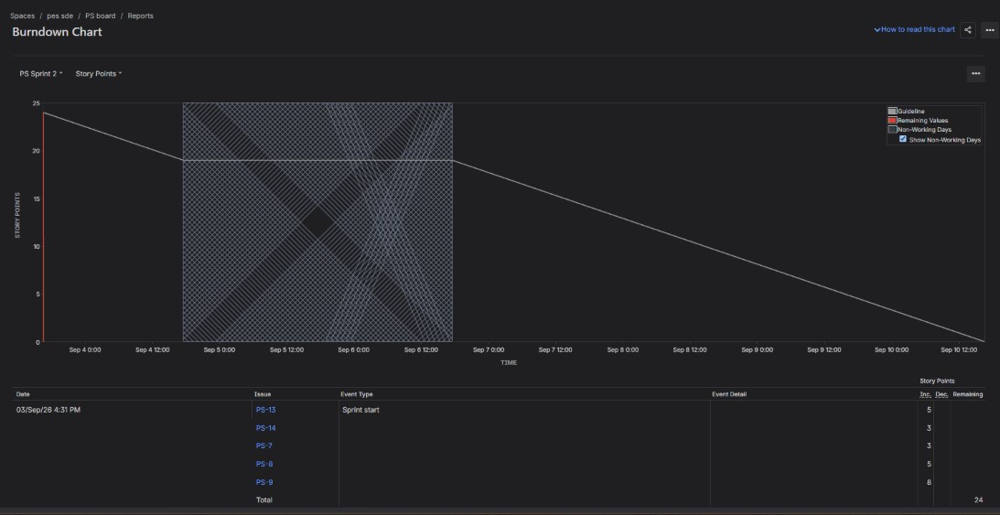 Spaces / pes sde / PS board / Reports
Burndown Chart
How to read this chart
PS Sprint 2
Story Points
25
20
15
10
5
0
STORY POINTS
Guideline
Remaining Values
Non-Working Days
Show Non-Working Days
Sep 4 0:00 Sep 4 12:00 Sep 5 0:00 Sep 5 12:00 Sep 6 0:00 Sep 6 12:00 Sep 7 0:00 Sep 7 12:00 Sep 8 0:00 Sep 8 12:00 Sep 9 0:00 Sep 9 12:00 Sep 10 0:00 Sep 10 12:00
TIME
Story Points
Date Issue Event Type Event Detail Inc. Dec. Remaining
03/Sep/26 4:31 PM PS-13 Sprint start 5
PS-14 3
PS-7 3
PS-8 5
PS-9 8
Total 24